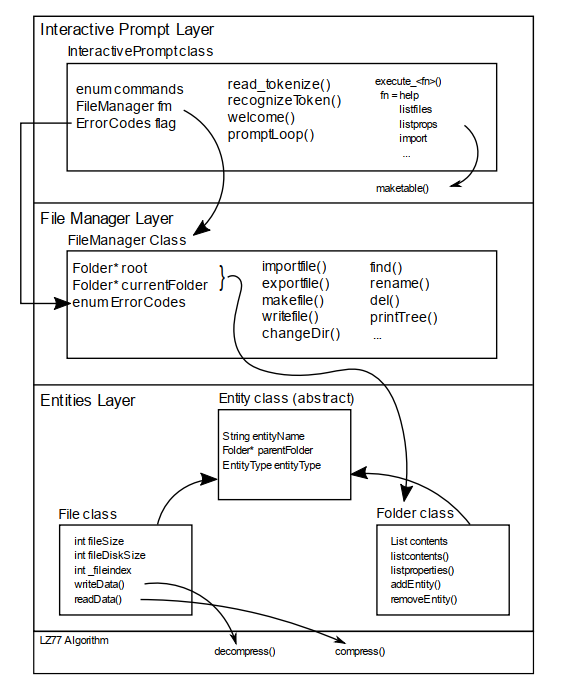 Interactive Prompt Layer
InteractivePrompt class
enum commands
FileManager fm
ErrorCodes flag
read_tokenize()
recognizeToken()
welcome()
promptLoop()
execute_<fn>()
fn = help
listfiles
listprops
import
...
maketable()
File Manager Layer
FileManager Class
Folder* root
Folder* currentFolder
enum ErrorCodes
}
importfile()
exportfile()
makefile()
writefile()
changeDir()
find()
rename()
del()
printTree()
...
Entities Layer
Entity class (abstract)
String entityName
Folder* parentFolder
EntityType entityType
File class
int fileSize
int fileDiskSize
int _fileindex
writeData()
readData()
Folder class
List contents
listcontents()
listproperties()
addEntity()
removeEntity()
LZ77 Algorithm
decompress()
compress()